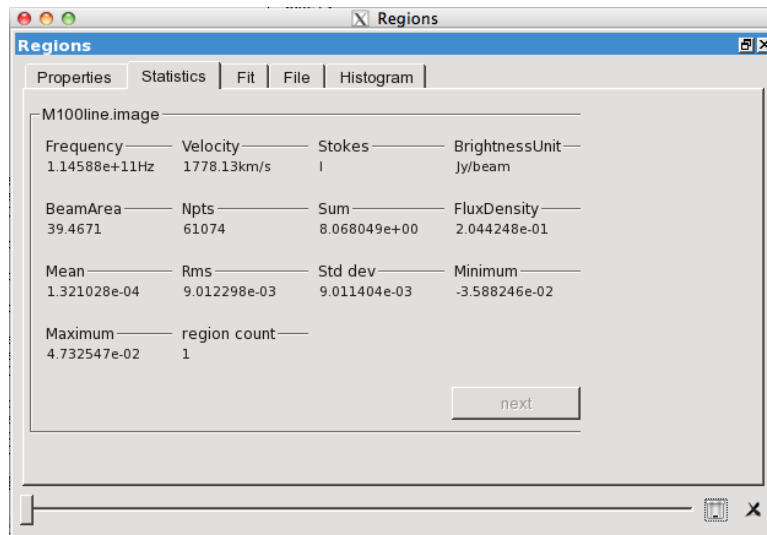 X Regions
Regions
Properties Statistics Fit File Histogram
M100line.image
Frequency Velocity Stokes BrightnessUnit
1.14588e+11Hz 1778.13km/s I Jy/beam
BeamArea Npts Sum FluxDensity
39.4671 61074 8.068049e+00 2.044248e-01
Mean Rms Std dev Minimum
1.321028e-04 9.012298e-03 9.011404e-03 -3.588246e-02
Maximum region count
4.732547e-02 1
next